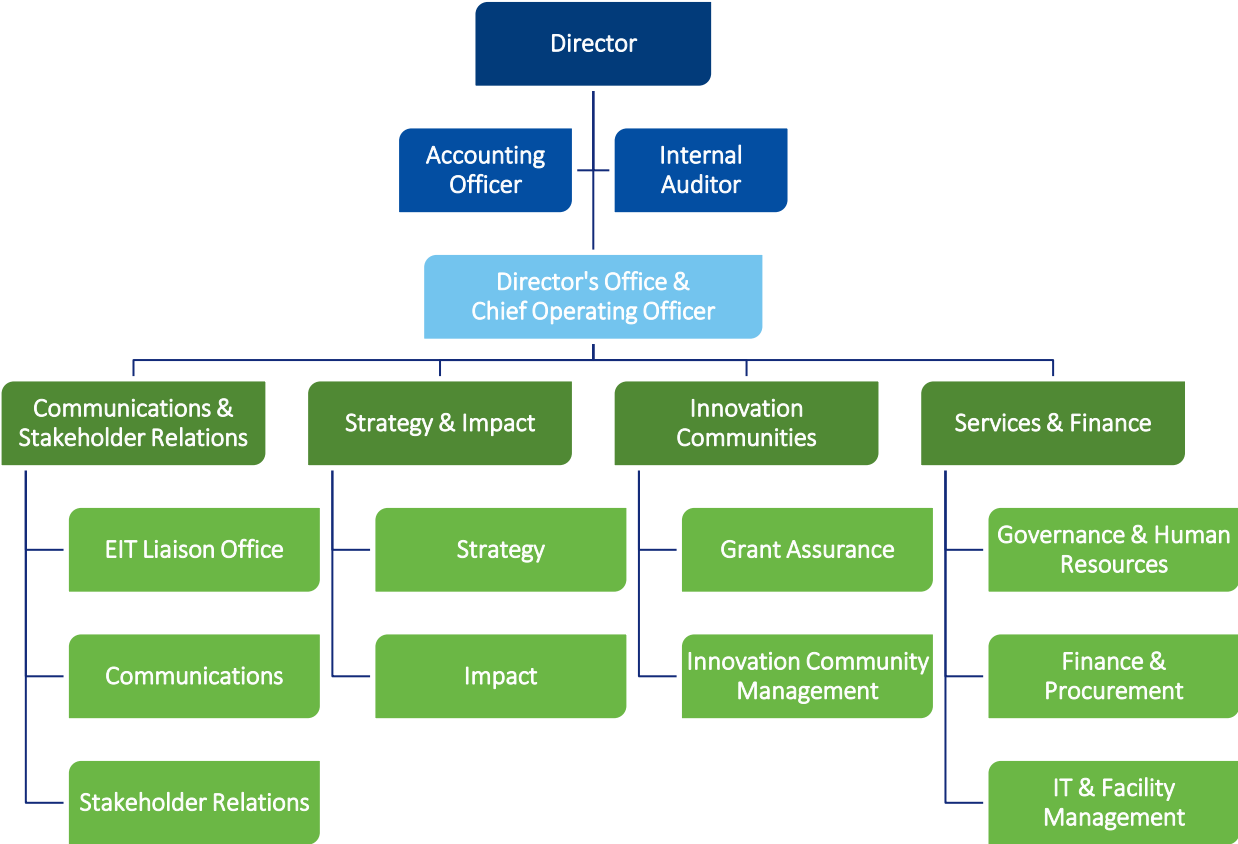 Director
Accounting
Officer
Internal
Auditor
Director's Office &
Chief Operating Officer
Communications &
Stakeholder Relations
Strategy & Impact
Innovation
Communities
Services & Finance
EIT Liaison Office
Strategy
Grant Assurance
Governance & Human
Resources
Communications
Impact
Innovation Community
Management
Finance &
Procurement
Stakeholder Relations
IT & Facility
Management